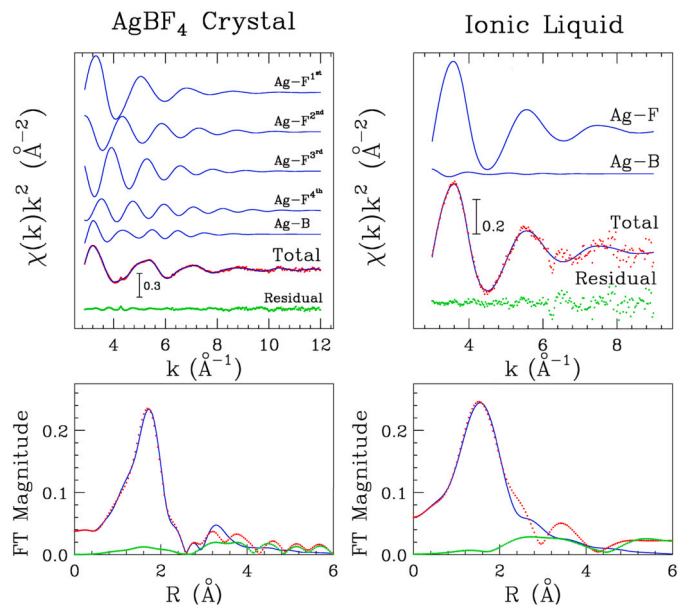 AgBF₄ Crystal
Ionic Liquid
χ(k)k² (Å⁻²)
Ag–F¹ˢᵗ
Ag–F²ⁿᵈ
Ag–F³ʳᵈ
Ag–F⁴ᵗʰ
Ag–B
Total
0.3
Residual
4 6 8 10 12
k (Å⁻¹)
χ(k)k² (Å⁻²)
Ag–F
Ag–B
Total
0.2
Residual
4 6 8
k (Å⁻¹)
FT Magnitude
0.2
0.1
0.0
0 2 4 6
R (Å)
FT Magnitude
0.2
0.1
0.0
0 2 4 6
R (Å)